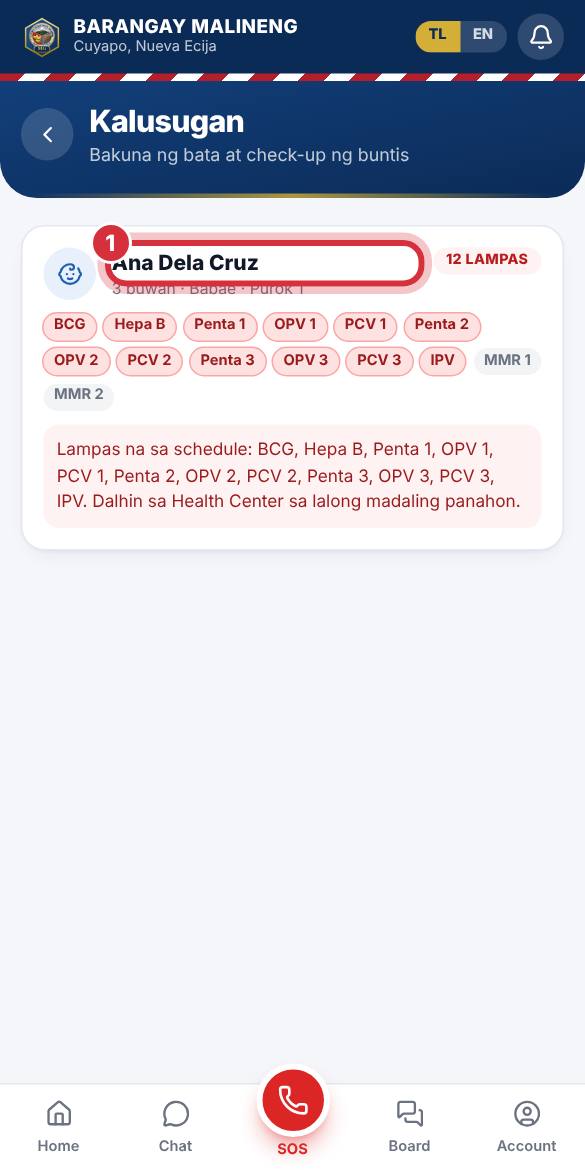 BARANGAY MALINENG
Cuyapo, Nueva Ecija
TL EN
Kalusugan
Bakuna ng bata at check-up ng buntis
1
Ana Dela Cruz
12 LAMPAS
3 buwan · Babae · Purok 1
BCG Hepa B Penta 1 OPV 1 PCV 1 Penta 2
OPV 2 PCV 2 Penta 3 OPV 3 PCV 3 IPV MMR 1
MMR 2
Lampas na sa schedule: BCG, Hepa B, Penta 1, OPV 1,
PCV 1, Penta 2, OPV 2, PCV 2, Penta 3, OPV 3, PCV 3,
IPV. Dalhin sa Health Center sa lalong madaling panahon.
Home Chat SOS Board Account